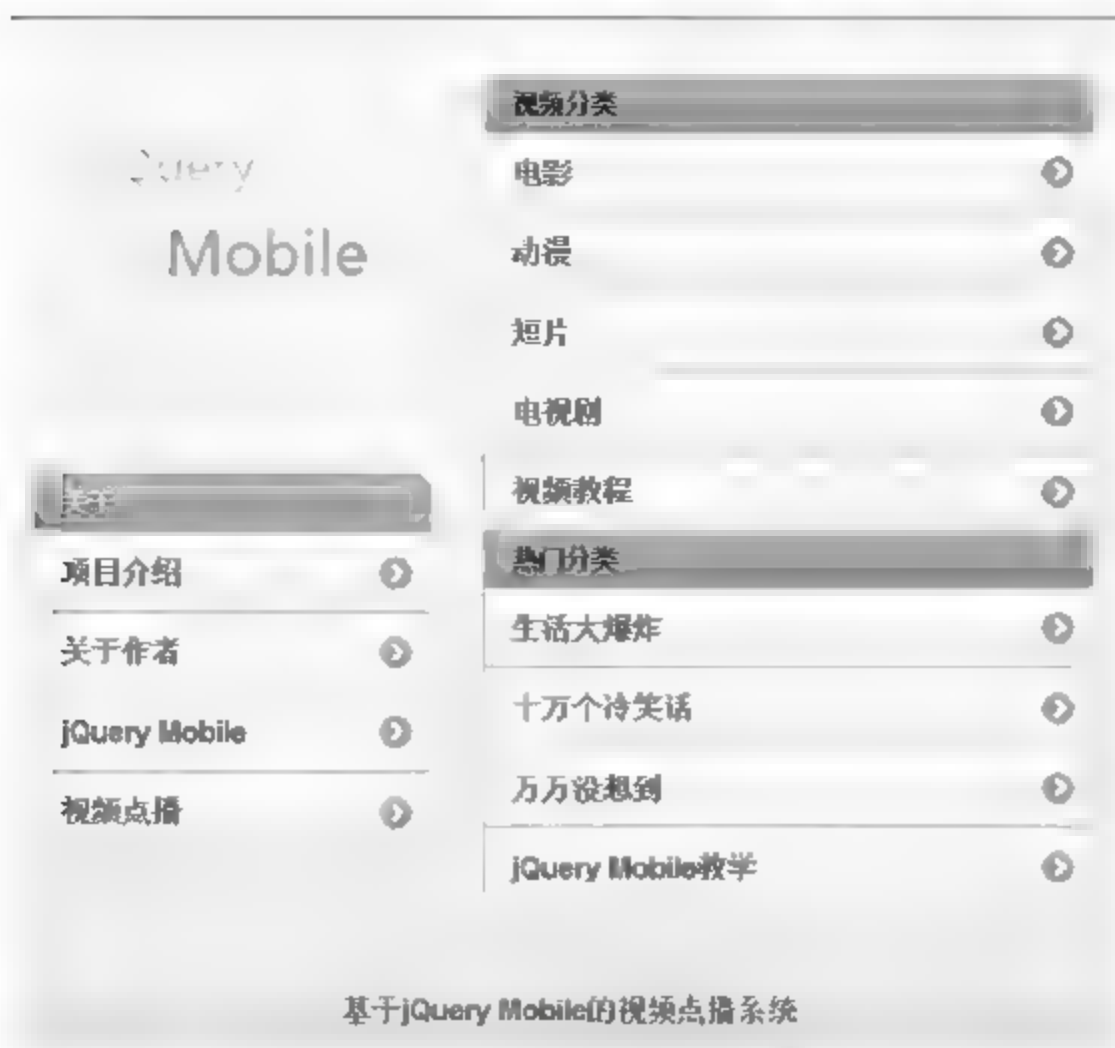 Query
Mobile
关于
项目介绍
关于作者
jQuery Mobile
视频点播
视频分类
电影
动漫
短片
电视剧
视频教程
热门分类
生活大爆炸
十万个冷笑话
万万没想到
jQuery Mobile教学
基于jQuery Mobile的视频点播系统